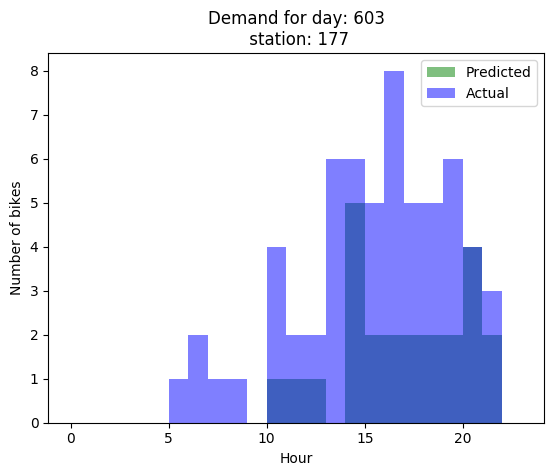 Demand for day: 603
station: 177
Predicted
Actual
8
7
6
5
4
3
2
1
0
Number of bikes
0 5 10 15 20
Hour